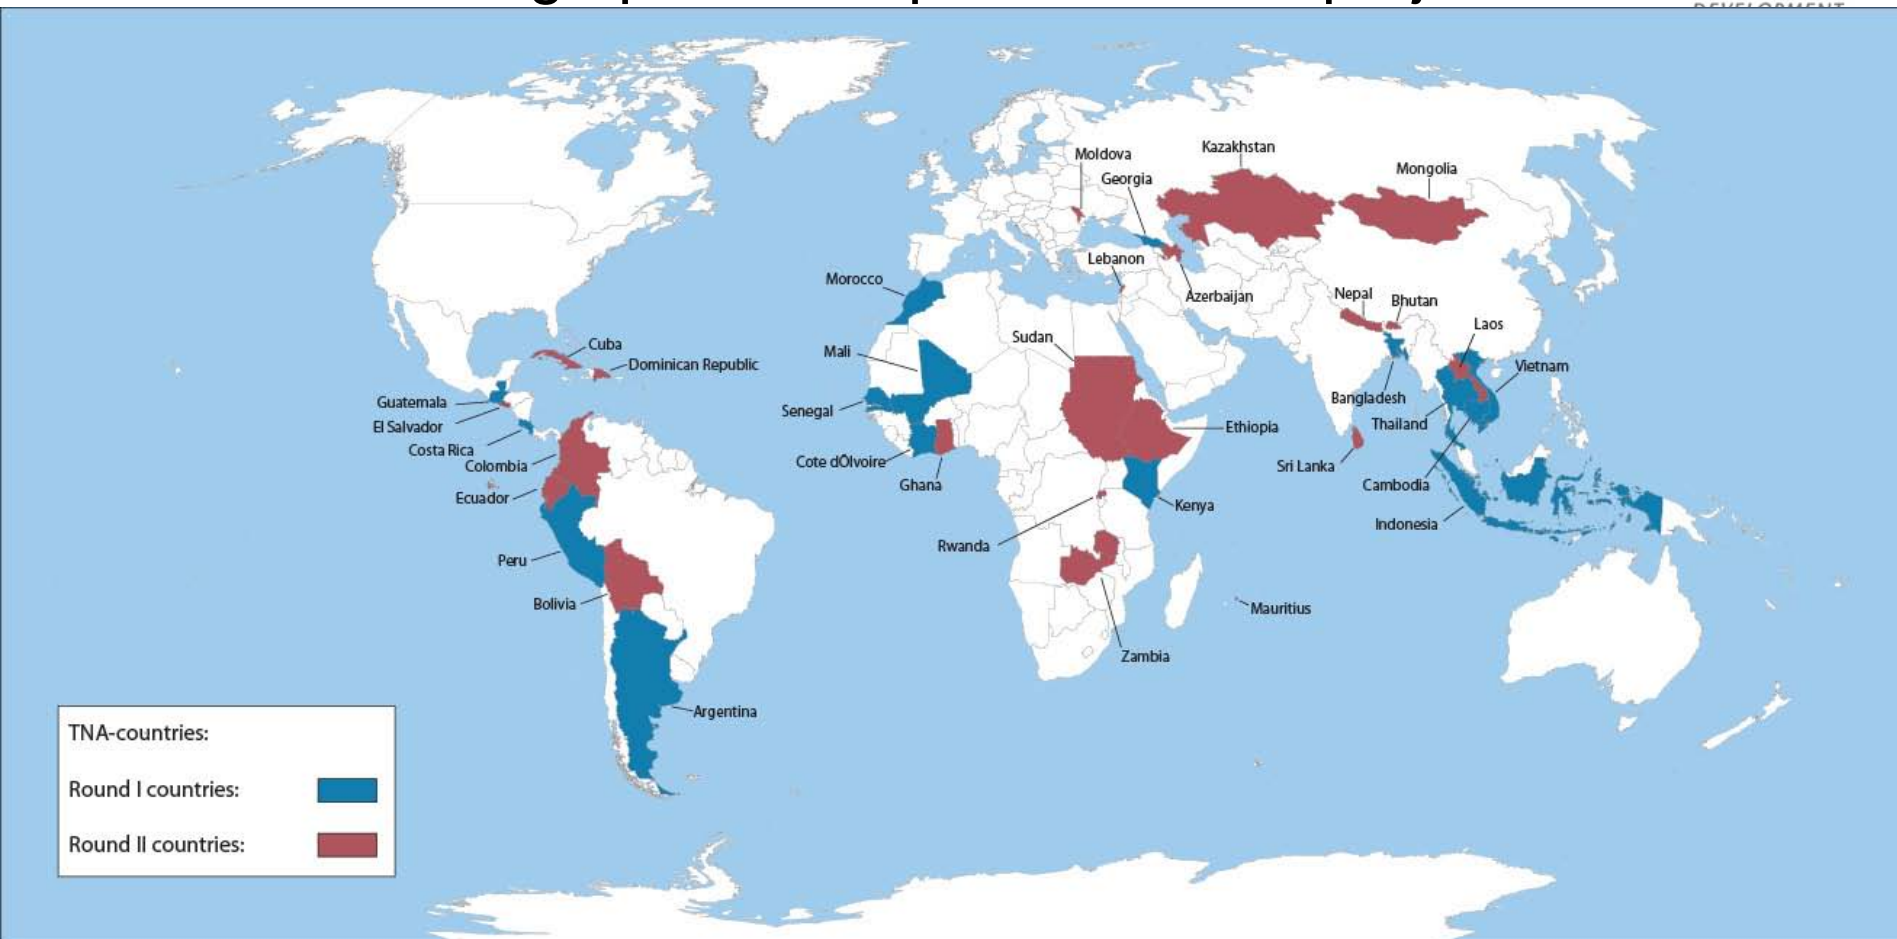 Moldova
Kazakhstan
Georgia
Mongolia
Lebanon
Morocco
Azerbaijan
Nepal
Bhutan
Laos
Sudan
Cuba
Mali
Dominican Republic
Vietnam
Guatemala
Senegal
Bangladesh
El Salvador
Thailand
Ethiopia
Costa Rica
Colombia
Cote dÕIvoire
Sri Lanka
Ghana
Cambodia
Ecuador
Kenya
Indonesia
Rwanda
Peru
Bolivia
Mauritius
Zambia
Argentina
TNA-countries:
Round I countries:
Round II countries: